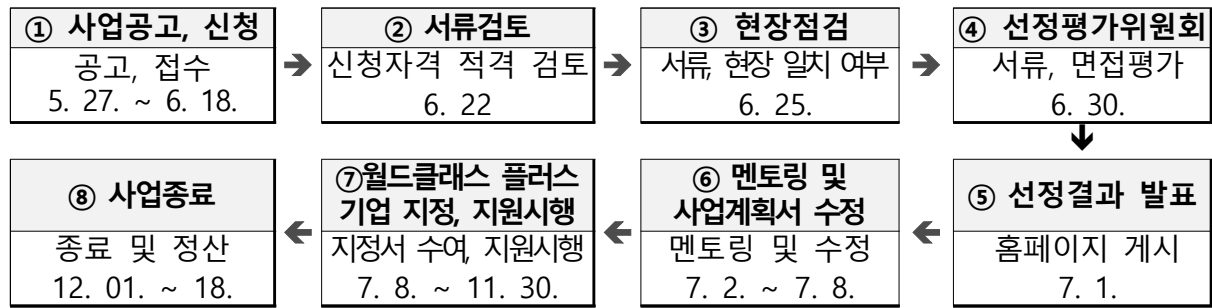 ① 사업공고, 신청
공고, 접수
5. 27. ~ 6. 18.
➔
② 서류검토
신청자격 적격 검토
6. 22
➔
③ 현장점검
서류, 현장 일치 여부
6. 25.
➔
④ 선정평가위원회
서류, 면접평가
6. 30.
🡻
⑤ 선정결과 발표
홈페이지 게시
7. 1.
🡸
⑥ 멘토링 및
사업계획서 수정
멘토링 및 수정
7. 2. ~ 7. 8.
🡸
⑦월드클래스 플러스
기업 지정, 지원시행
지정서 수여, 지원시행
7. 8. ~ 11. 30.
🡸
⑧ 사업종료
종료 및 정산
12. 01. ~ 18.